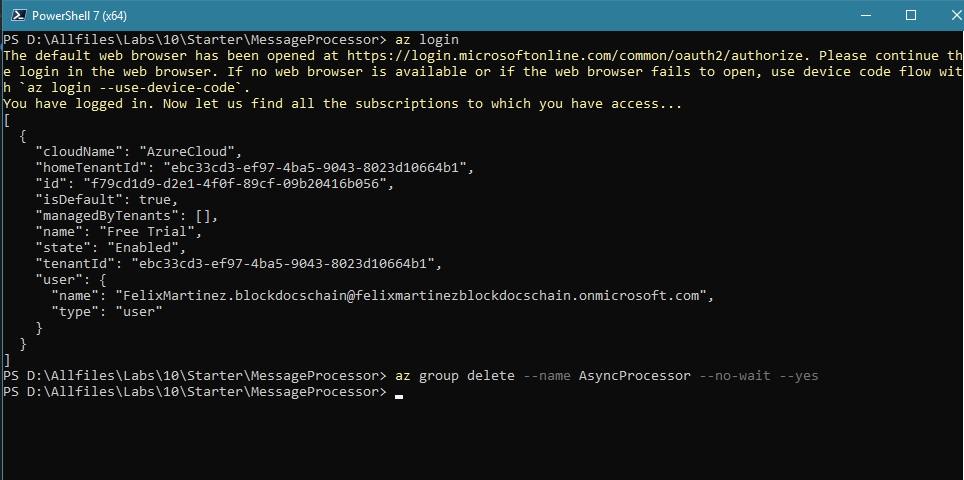 PowerShell 7 (x64)
PS D:\Allfiles\Labs\10\Starter\MessageProcessor> az login
The default web browser has been opened at https://login.microsoftonline.com/common/oauth2/authorize. Please continue th
e login in the web browser. If no web browser is available or if the web browser fails to open, use device code flow wit
h `az login --use-device-code`.
You have logged in. Now let us find all the subscriptions to which you have access...
[
  {
    "cloudName": "AzureCloud",
    "homeTenantId": "ebc33cd3-ef97-4ba5-9043-8023d10664b1",
    "id": "f79cd1d9-d2e1-4f0f-89cf-09b20416b056",
    "isDefault": true,
    "managedByTenants": [],
    "name": "Free Trial",
    "state": "Enabled",
    "tenantId": "ebc33cd3-ef97-4ba5-9043-8023d10664b1",
    "user": {
      "name": "FelixMartinez.blockdocschain@felixmartinezblockdocschain.onmicrosoft.com",
      "type": "user"
    }
  }
]
PS D:\Allfiles\Labs\10\Starter\MessageProcessor> az group delete --name AsyncProcessor --no-wait --yes
PS D:\Allfiles\Labs\10\Starter\MessageProcessor>